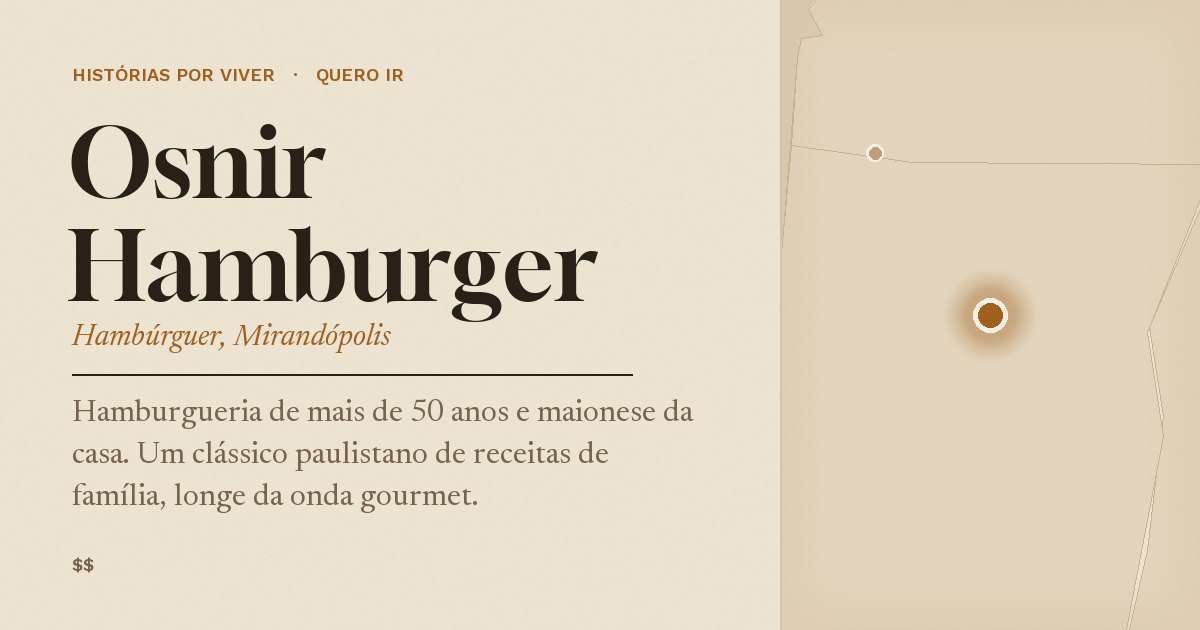 HISTÓRIAS POR VIVER · QUERO IR
Osnir
Hamburger
Hambúrguer, Mirandópolis
Hamburgueria de mais de 50 anos e maionese da
casa. Um clássico paulistano de receitas de
família, longe da onda gourmet.
$$